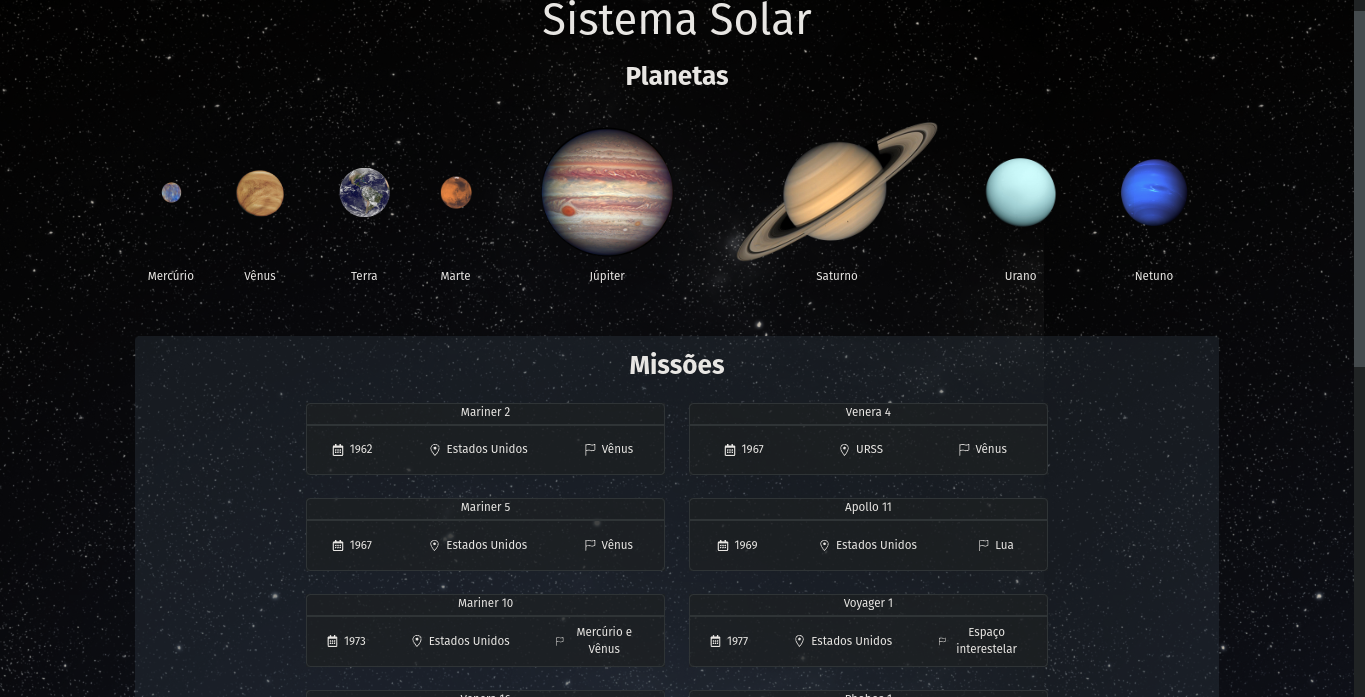 Sistema Solar
Planetas
Mercúrio Vênus Terra Marte Júpiter Saturno Urano Netuno
Missões
Mariner 2 Venera 4
1962 Estados Unidos Vênus 1967 URSS Vênus
Mariner 5 Apollo 11
1967 Estados Unidos Vênus 1969 Estados Unidos Lua
Mariner 10 Voyager 1
1973 Estados Unidos Mercúrio e Vênus 1977 Estados Unidos Espaço interestelar